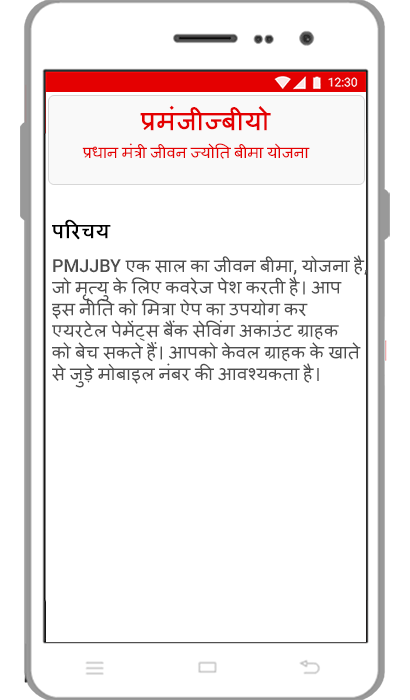 12:30
प्रमंजीज्बीयो
प्रधान मंत्री जीवन ज्योति बीमा योजना
परिचय
PMJJBY एक साल का जीवन बीमा, योजना है,
जो मृत्यु के लिए कवरेज पेश करती है। आप
इस नीति को मित्रा ऐप का उपयोग कर
एयरटेल पेमेंट्स बैंक सेविंग अकाउंट ग्राहक
को बेच सकते हैं। आपको केवल ग्राहक के खाते
से जुड़े मोबाइल नंबर की आवश्यकता है।